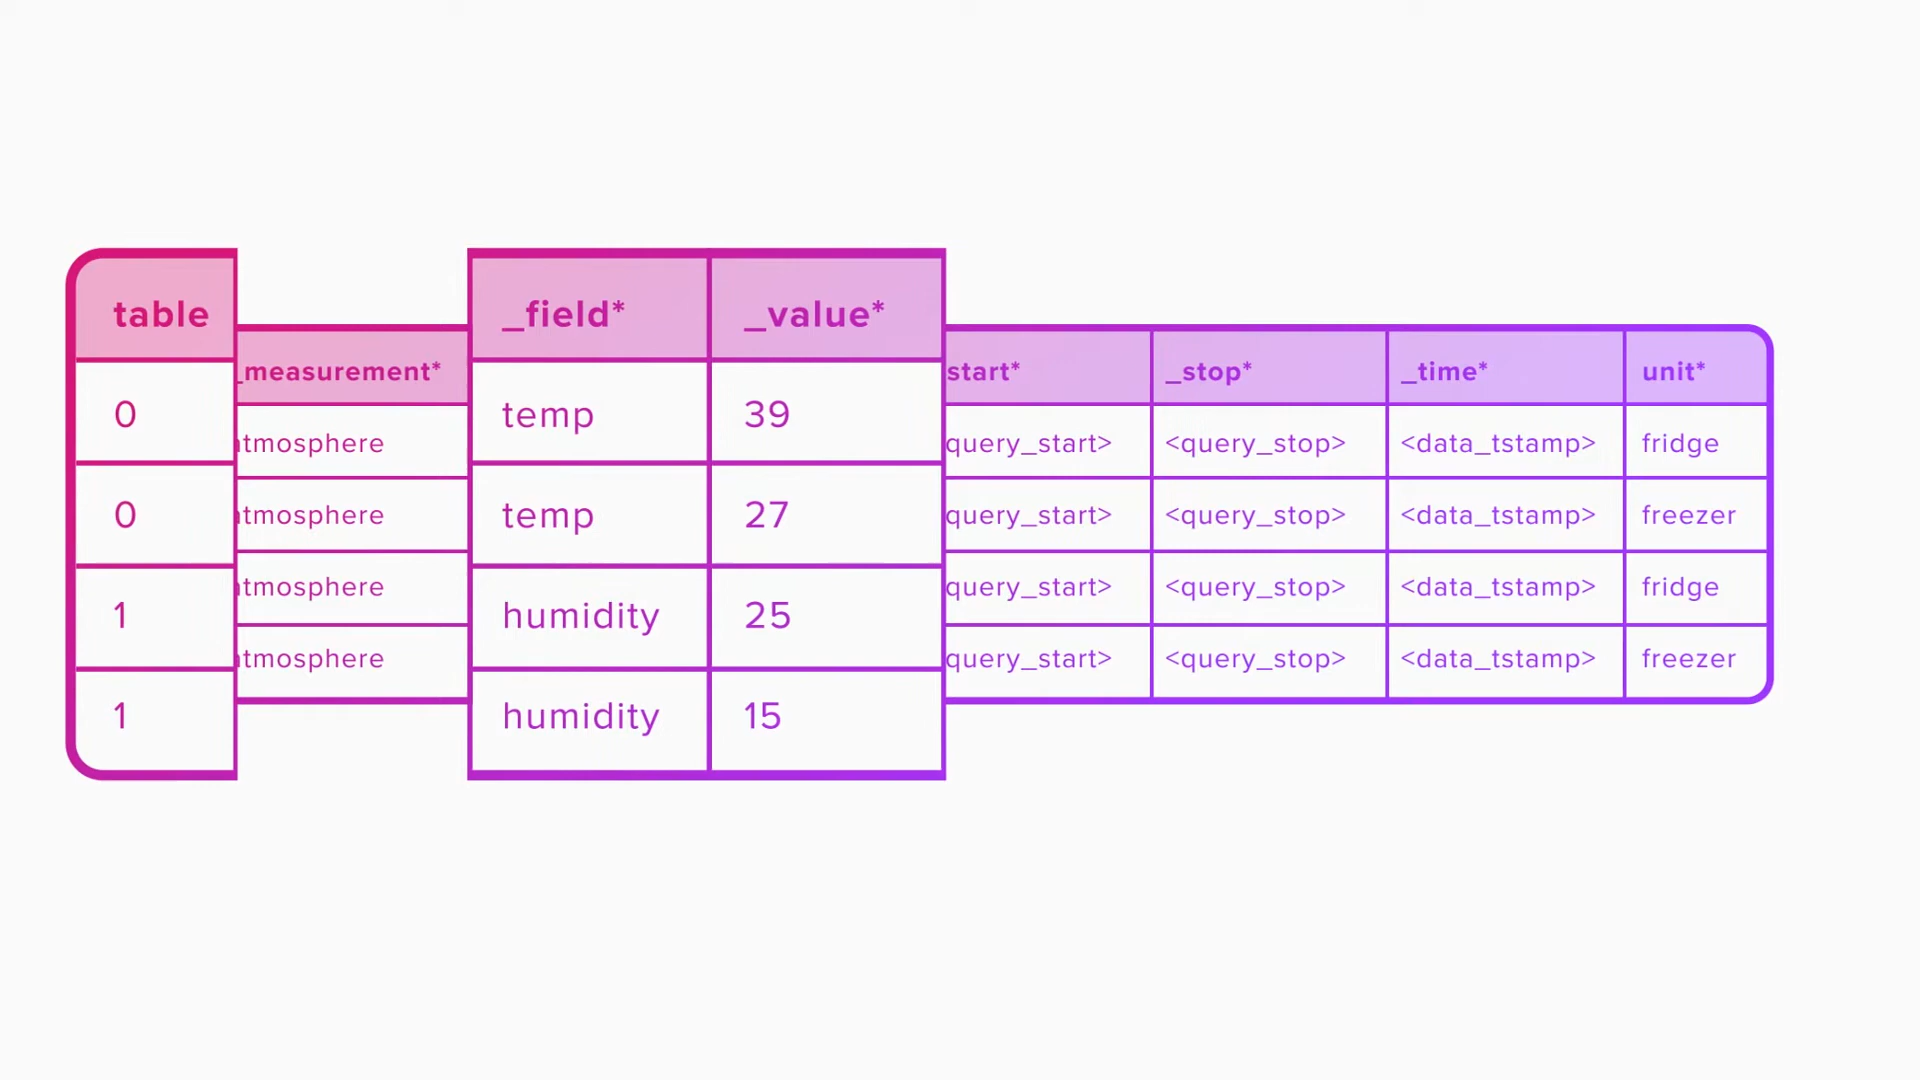 table _measurement* _field* _value* start* _stop* _time* unit*
0 tmosphere temp 39 query_start> <query_stop> <data_tstamp> fridge
0 tmosphere temp 27 query_start> <query_stop> <data_tstamp> freezer
1 tmosphere humidity 25 query_start> <query_stop> <data_tstamp> fridge
1 tmosphere humidity 15 query_start> <query_stop> <data_tstamp> freezer